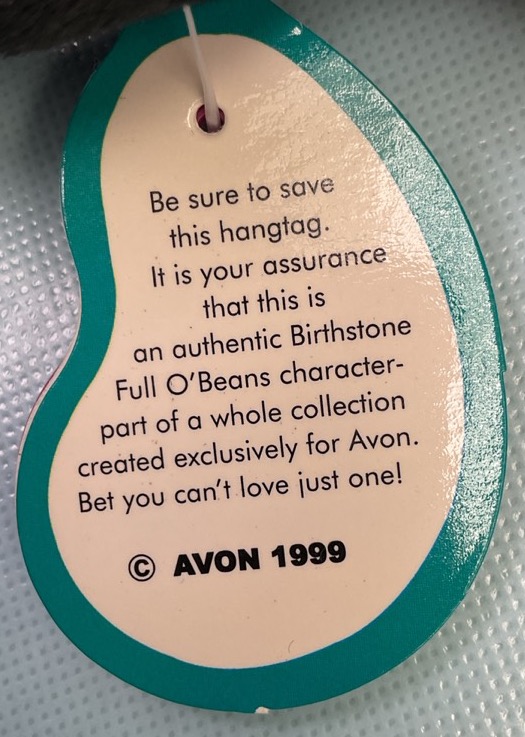 Be sure to save
this hangtag.
It is your assurance
that this is
an authentic Birthstone
Full O'Beans character-
part of a whole collection
created exclusively for Avon.
Bet you can't love just one!
© AVON 1999